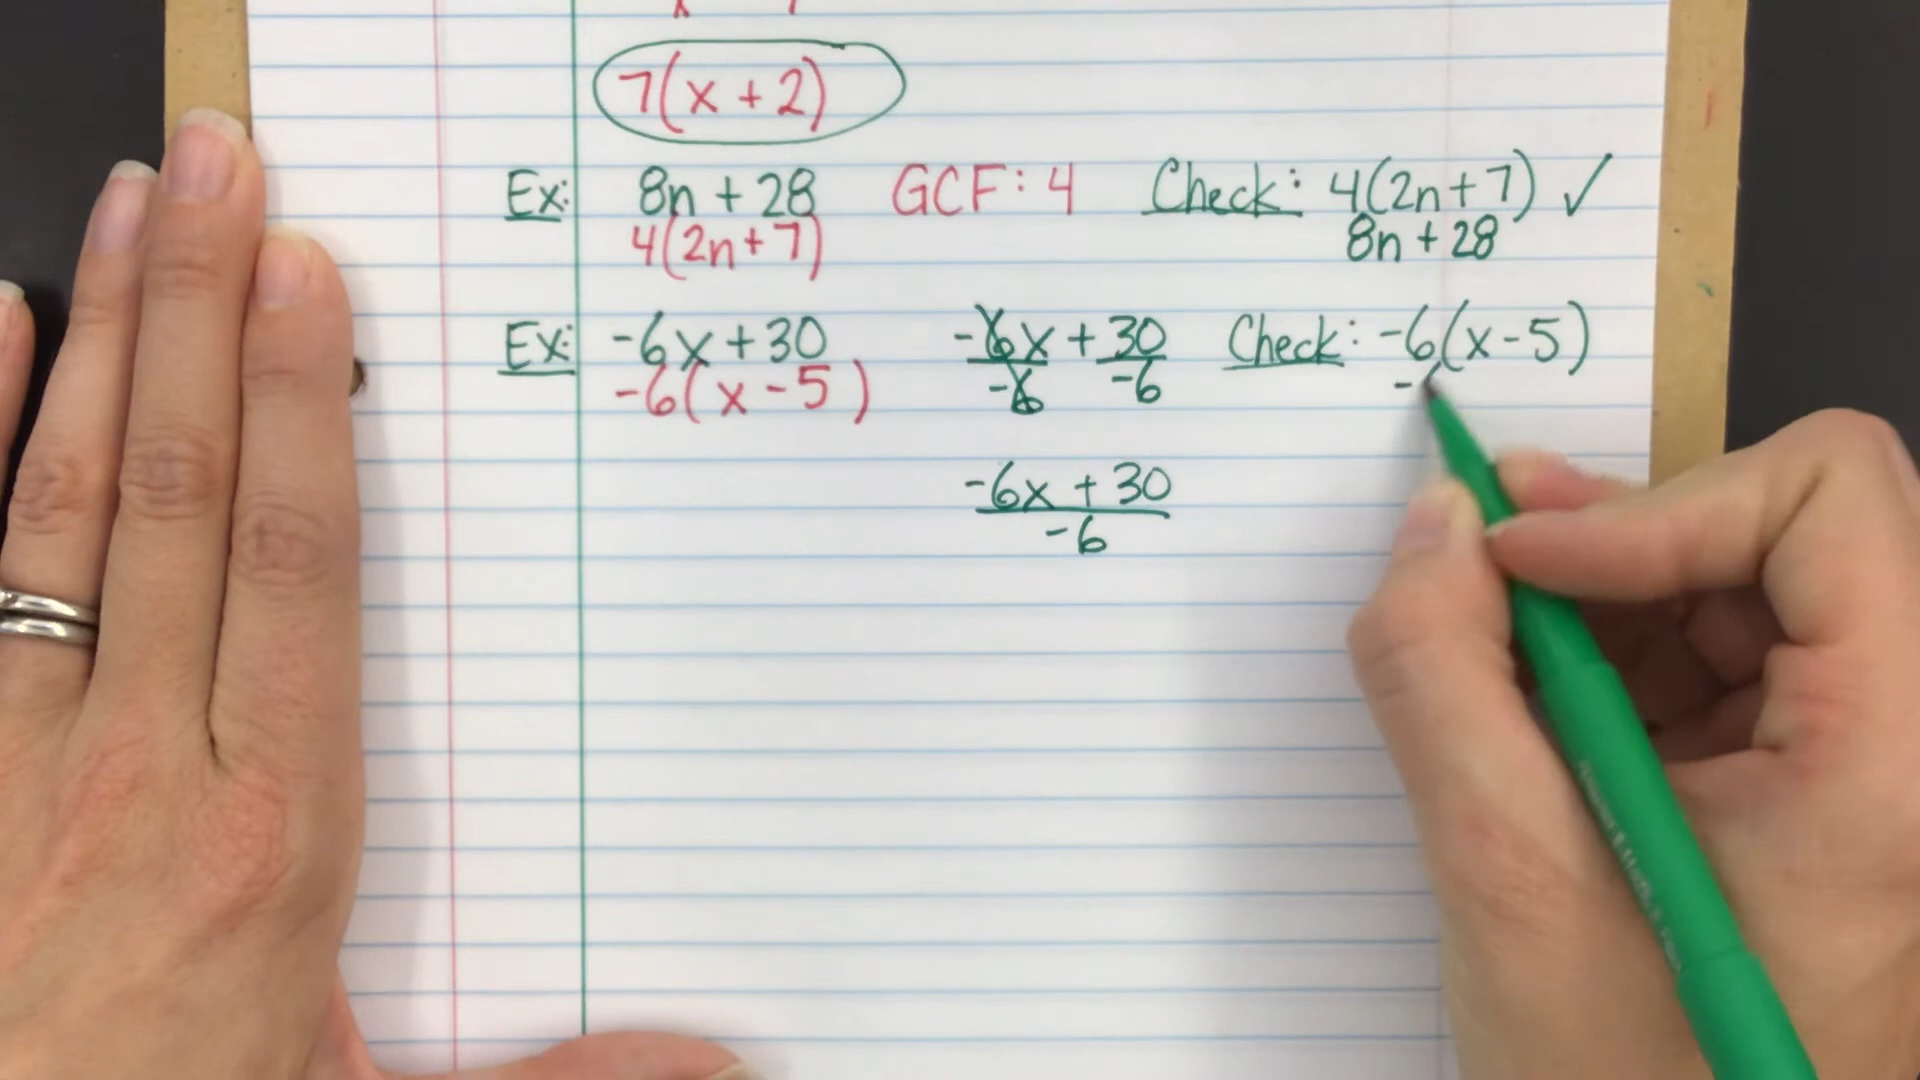 7(x + 2)
Ex: 8n + 28 GCF: 4 Check: 4(2n + 7) ✓
4(2n + 7) 8n + 28
Ex: -6x + 30 -6x + 30 Check: -6(x - 5)
-6(x - 5) -6 -6 -6
-6x + 30
-6